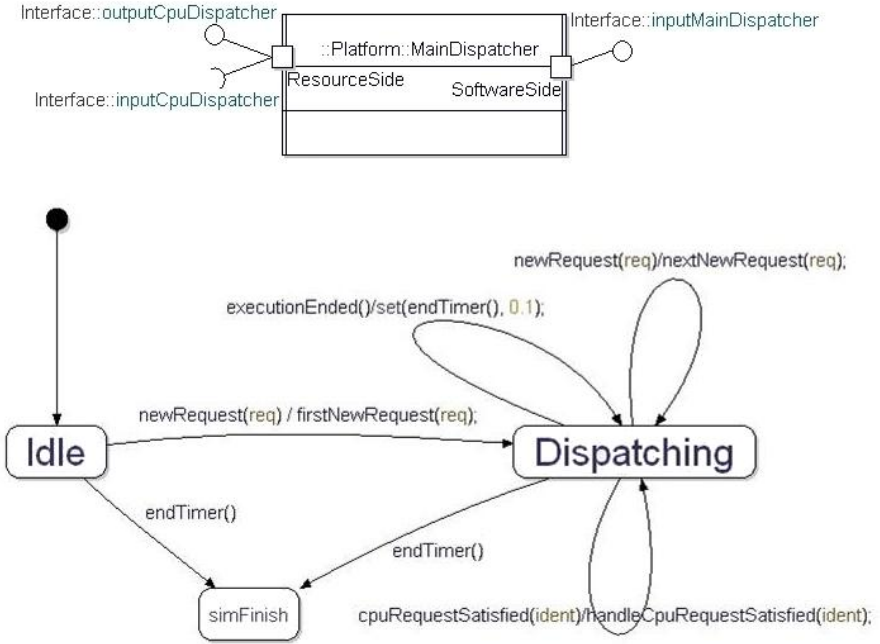 Interface::outputCpuDispatcher
Interface::inputMainDispatcher
::Platform::MainDispatcher
ResourceSide
SoftwareSide
Interface::inputCpuDispatcher
newRequest(req)/nextNewRequest(req);
executionEnded()/set(endTimer(), 0.1);
newRequest(req) / firstNewRequest(req);
Idle
Dispatching
endTimer()
endTimer()
simFinish
cpuRequestSatisfied(ident)/handleCpuRequestSatisfied(ident);